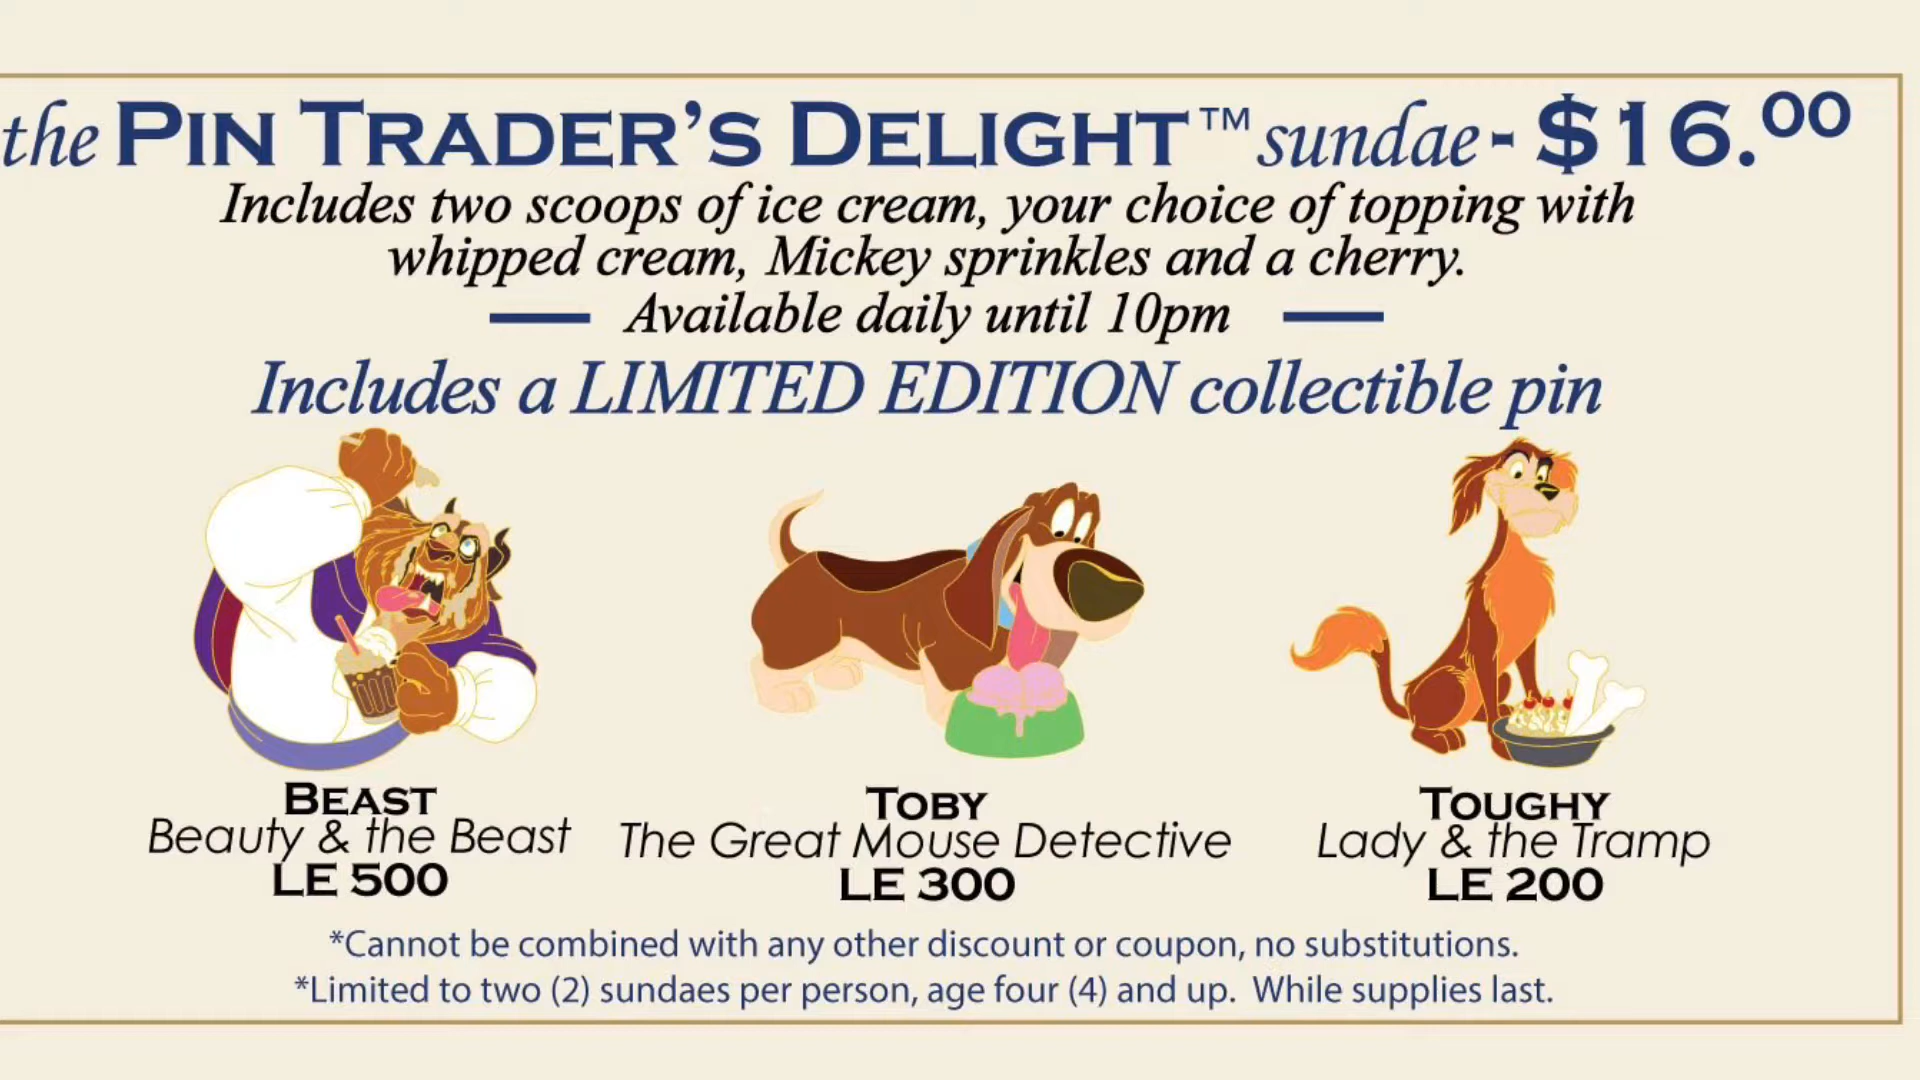 the PIN TRADER'S DELIGHT™ sundae - $16.00
Includes two scoops of ice cream, your choice of topping with
whipped cream, Mickey sprinkles and a cherry.
Available daily until 10pm
Includes a LIMITED EDITION collectible pin
BEAST
Beauty & the Beast
LE 500
TOBY
The Great Mouse Detective
LE 300
TOUGHY
Lady & the Tramp
LE 200
*Cannot be combined with any other discount or coupon, no substitutions.
*Limited to two (2) sundaes per person, age four (4) and up. While supplies last.